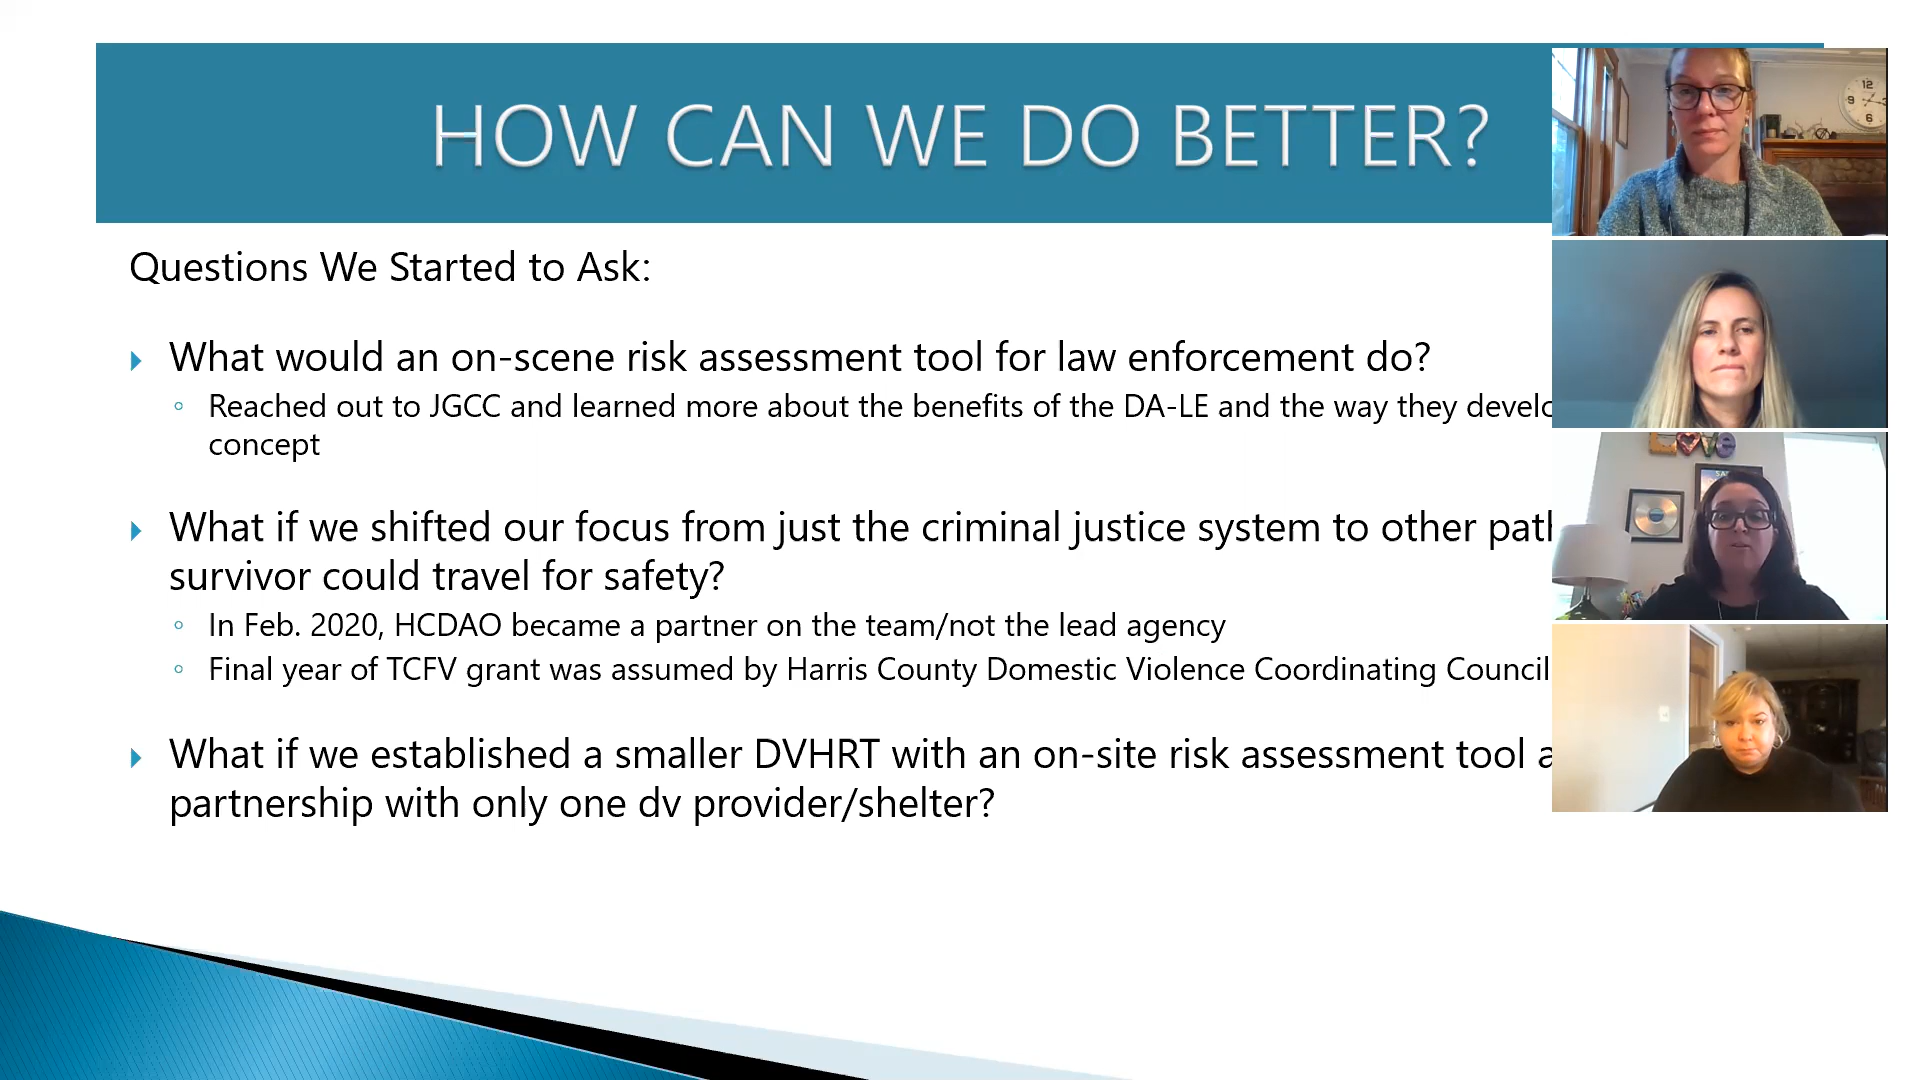 HOW CAN WE DO BETTER?
Questions We Started to Ask:
What would an on-scene risk assessment tool for law enforcement do?
Reached out to JGCC and learned more about the benefits of the DA-LE and the way they
concept
What if we shifted our focus from just the criminal justice system to other
survivor could travel for safety?
In Feb. 2020, HCDAO became a partner on the team/not the lead agency
Final year of TCFV grant was assumed by Harris County Domestic Violence Coordinating Council
What if we established a smaller DVHRT with an on-site risk assessment tool
partnership with only one dv provider/shelter?
12
9
3
6
Love